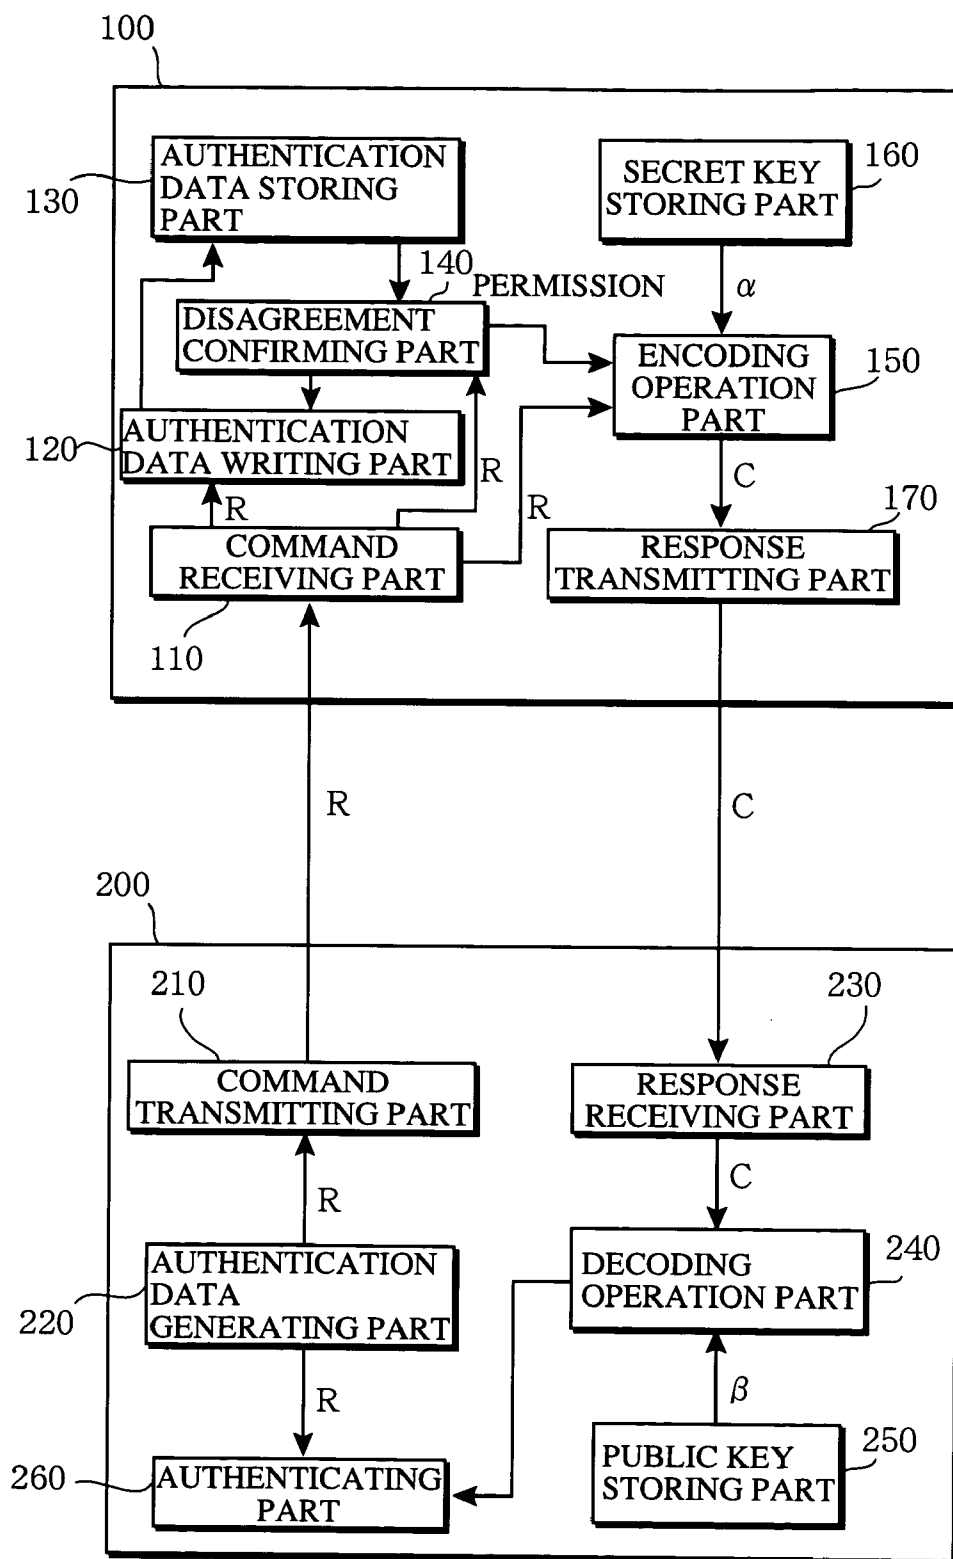 100
AUTHENTICATION
DATA STORING
PART
130
SECRET KEY
STORING PART
160
140
PERMISSION
α
DISAGREEMENT
CONFIRMING PART
ENCODING
OPERATION
PART
150
120
AUTHENTICATION
DATA WRITING PART
R
R
R
C
170
COMMAND
RECEIVING PART
RESPONSE
TRANSMITTING PART
110
R
C
200
210
230
COMMAND
TRANSMITTING PART
RESPONSE
RECEIVING PART
R
C
AUTHENTICATION
DATA
GENERATING PART
220
DECODING
OPERATION PART
240
R
β
260
AUTHENTICATING
PART
PUBLIC KEY
STORING PART
250